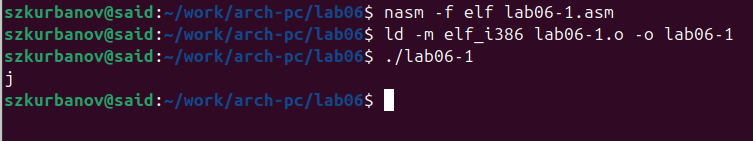 szkurbanov@said:~/work/arch-pc/lab06$ nasm -f elf lab06-1.asm
szkurbanov@said:~/work/arch-pc/lab06$ ld -m elf_i386 lab06-1.o -o lab06-1
szkurbanov@said:~/work/arch-pc/lab06$ ./lab06-1
j
szkurbanov@said:~/work/arch-pc/lab06$